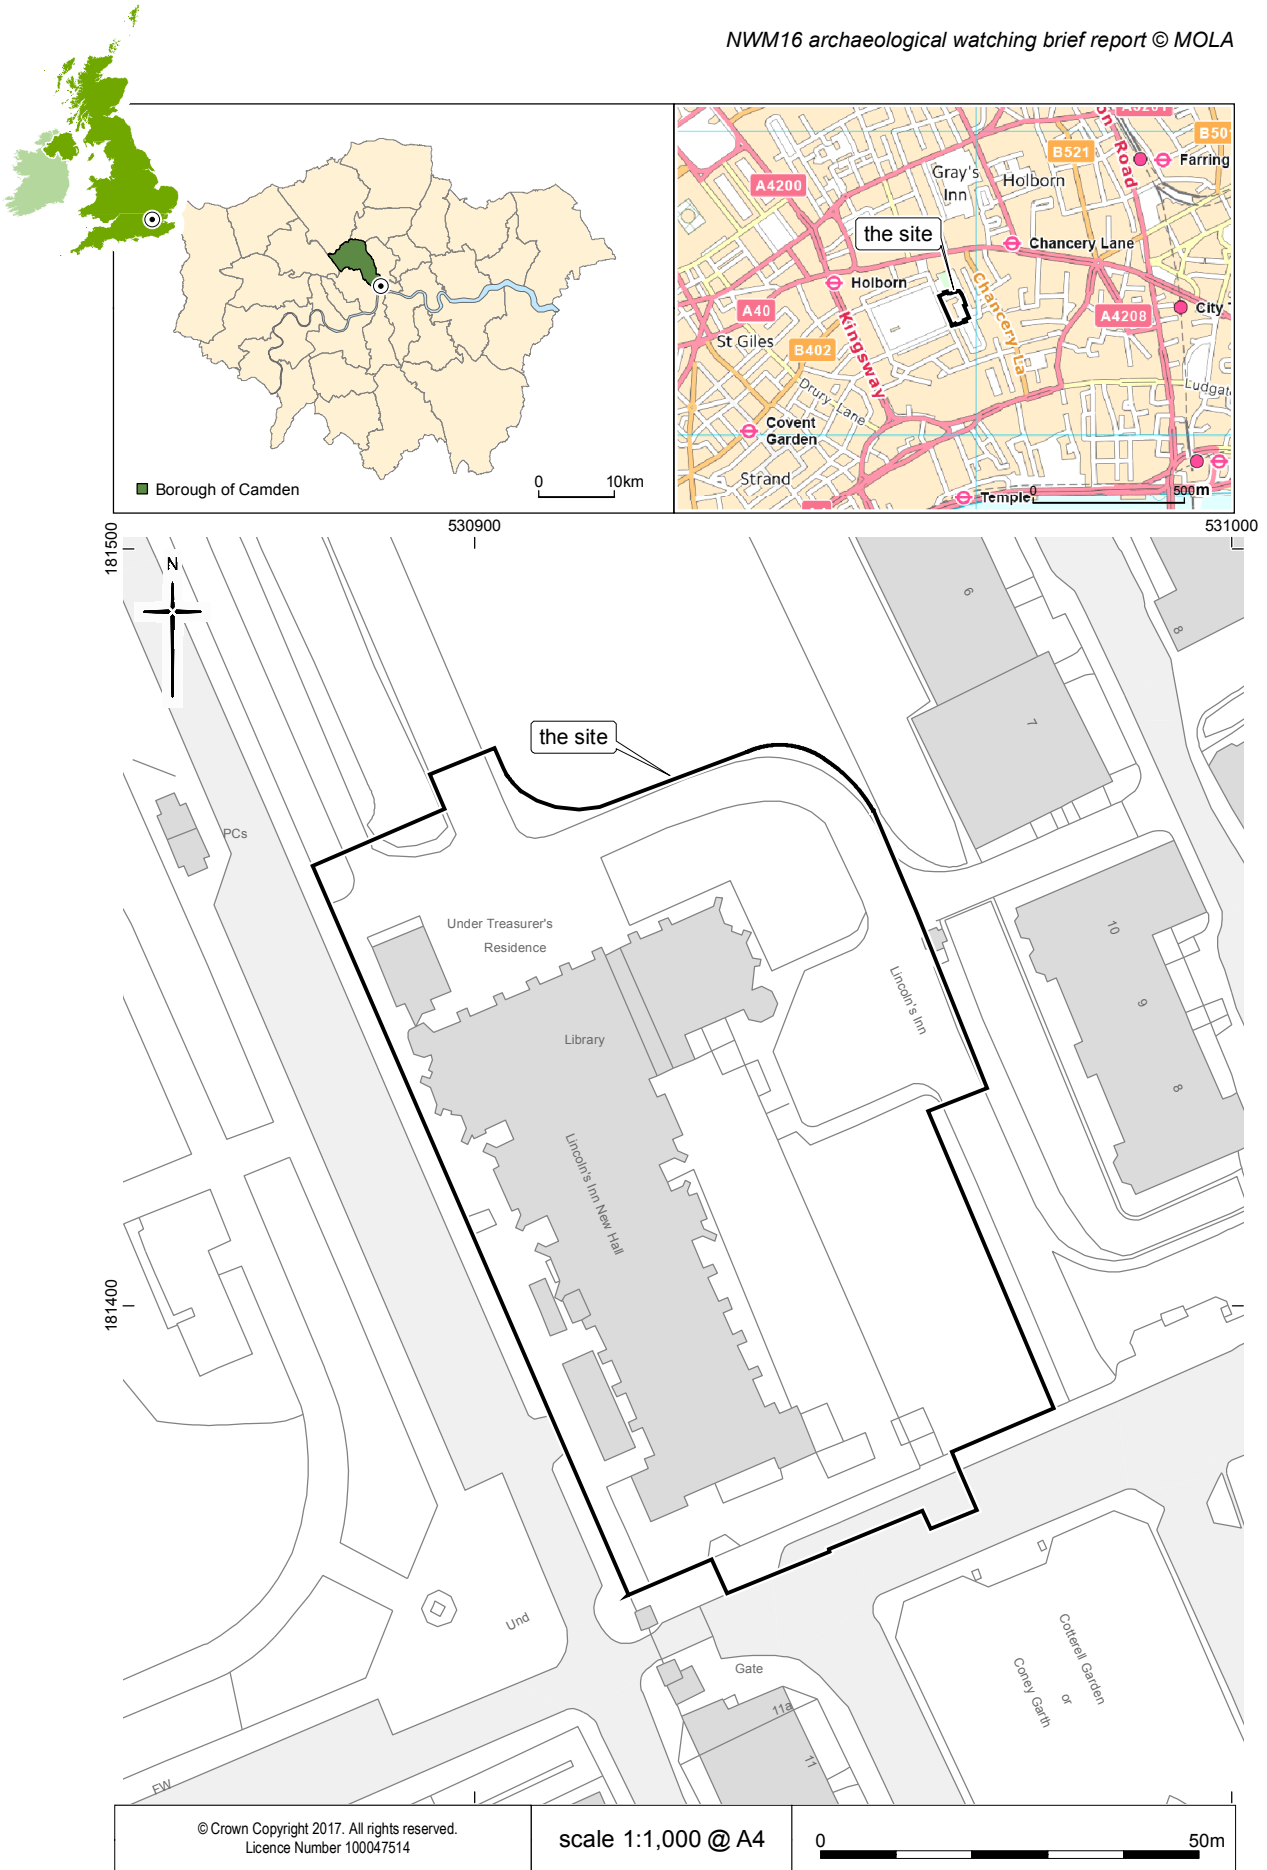 NWM16 archaeological watching brief report © MOLA
Borough of Camden
0
10km
A4200
B521
Gray's
Inn
Holborn
Farring
the site
Chancery Lane
Holborn
Chancery La
A40
Kingsway
City
A4208
St Giles
B402
Drury Lane
Ludgat
Covent
Garden
Strand
Temple
0
500m
on Road
B50
530900
531000
181500
N
6
8
7
the site
PCs
Under Treasurer's
Residence
10
Lincoln's Inn
9
Library
8
Lincoln's Inn New Hall
181400
Und
Cotterell Garden
or
Coney Garth
Gate
11a
11
FW
© Crown Copyright 2017. All rights reserved.
Licence Number 100047514
scale 1:1,000 @ A4
0
50m